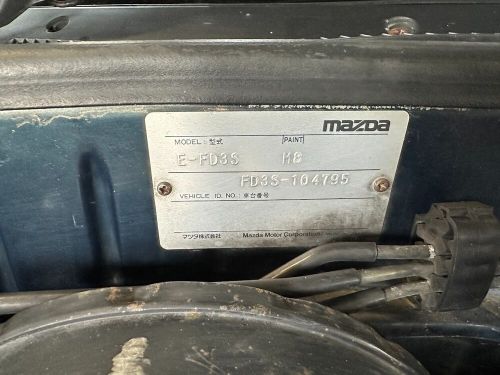 mazda
MODEL: 型式 PAINT
E-FD3S M8
FD3S-104795
VEHICLE ID. NO.: 車台番号
マツダ株式会社 Mazda Motor Corporation